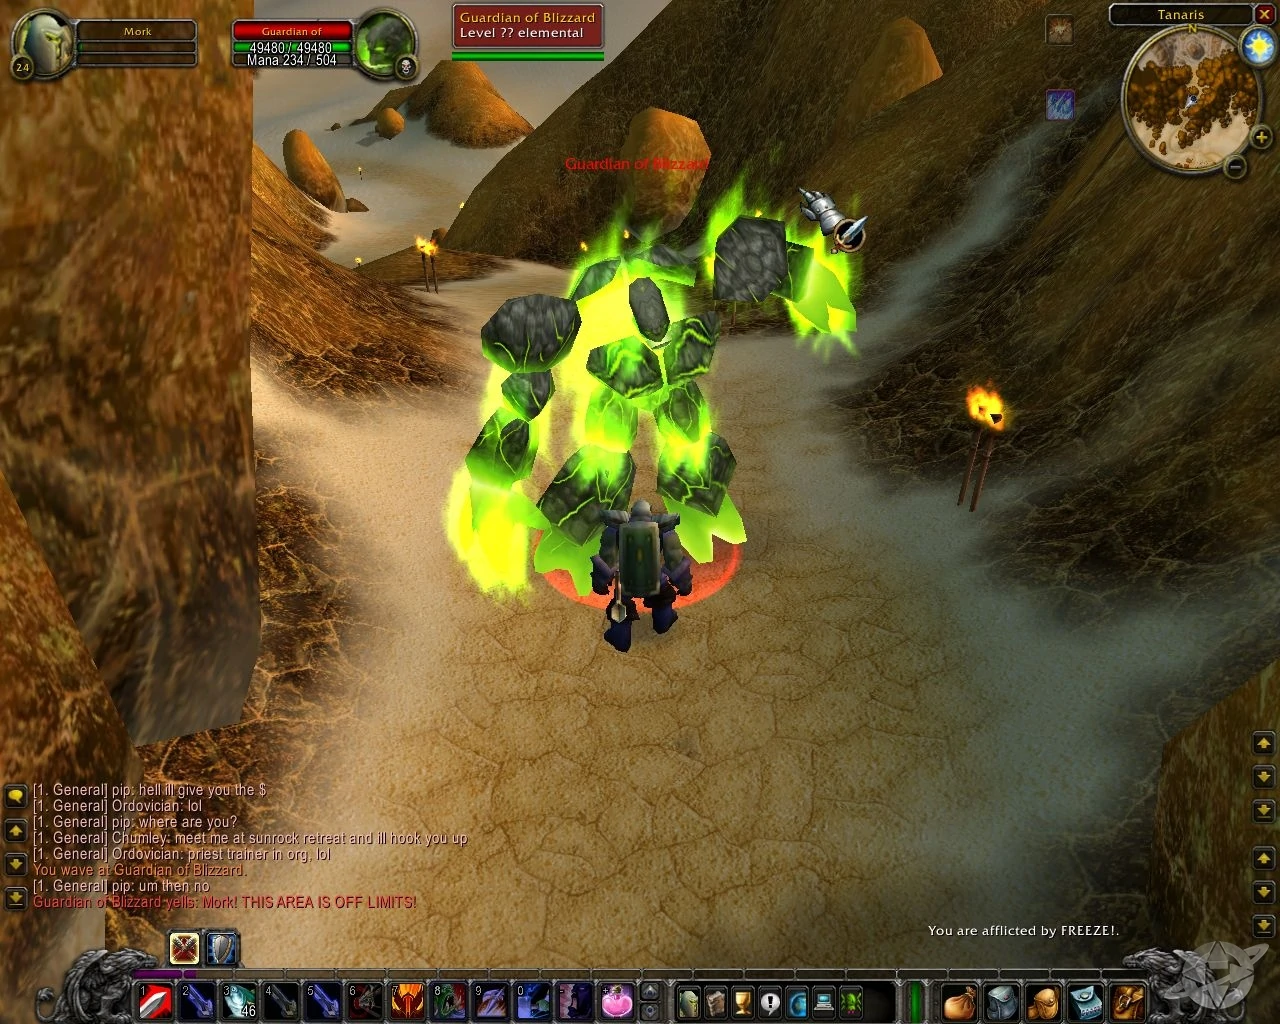 Mork
24
Guardian of
49480 / 49480
Mana 234 / 504
Guardian of Blizzard
Level ?? elemental
Tanaris
N
Guardian of Blizzard
[1. General] pip: hell ill give you the $
[1. General] Ordovician: lol
[1. General] pip: where are you?
[1. General] Chumley: meet me at sunrock retreat and ill hook you up
[1. General] Ordovician: priest trainer in org, lol
You wave at Guardian of Blizzard.
[1. General] pip: um then no
Guardian of Blizzard yells: Mork! THIS AREA IS OFF LIMITS!
You are afflicted by FREEZE!.
1 2 3 4 5 6 7 8 9 0 - +
46